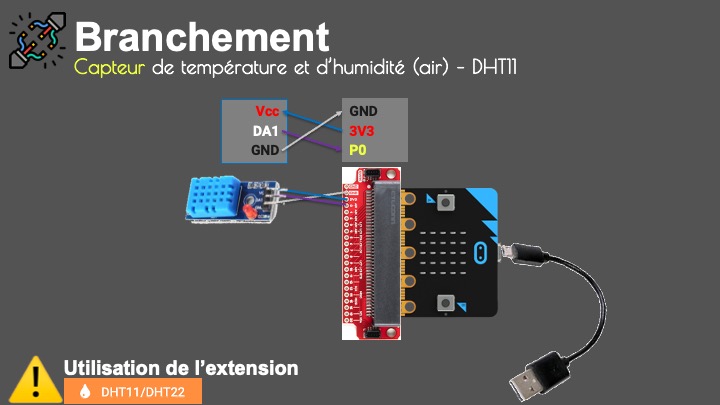 Branchement
Capteur de température et d'humidité (air) – DHT11
Vcc
DA1
GND
GND
3V3
P0
Utilisation de l'extension
DHT11/DHT22